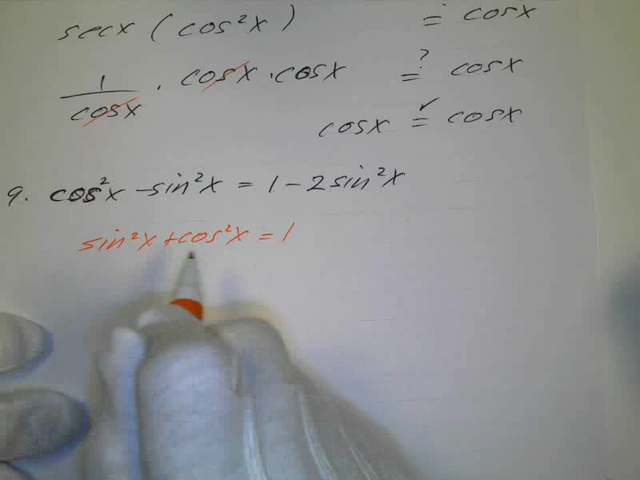 secx (cos²x) = cosx
1/cosx · cosx · cosx =? cosx
cosx =✓ cosx
9. cos²x - sin²x = 1 - 2sin²x
sin²x + cos²x = 1